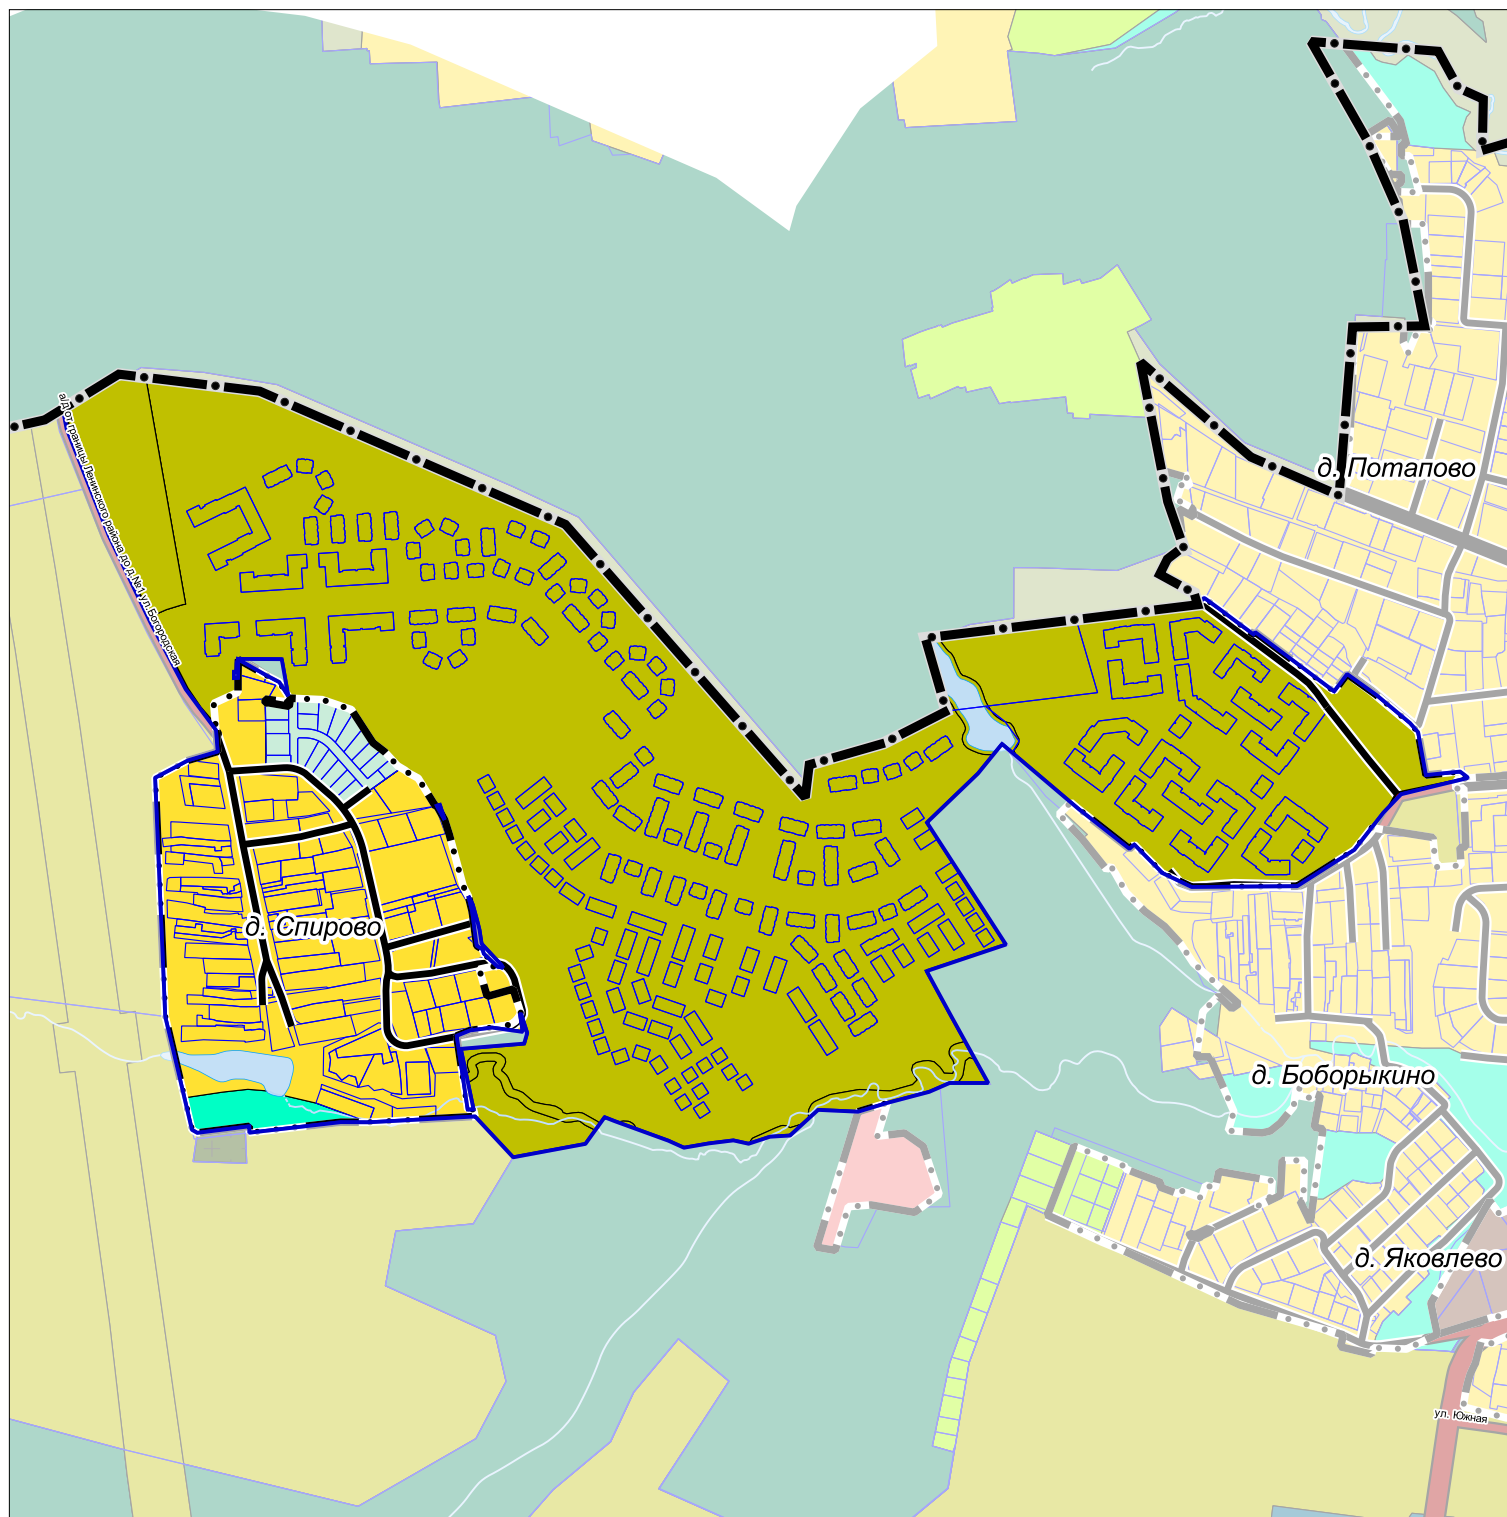 а/д от границы Ленинского района до д.№1 ул.Богородская
д. Потапово
д. Спирово
д. Боборыкино
д. Яковлево
ул. Южная